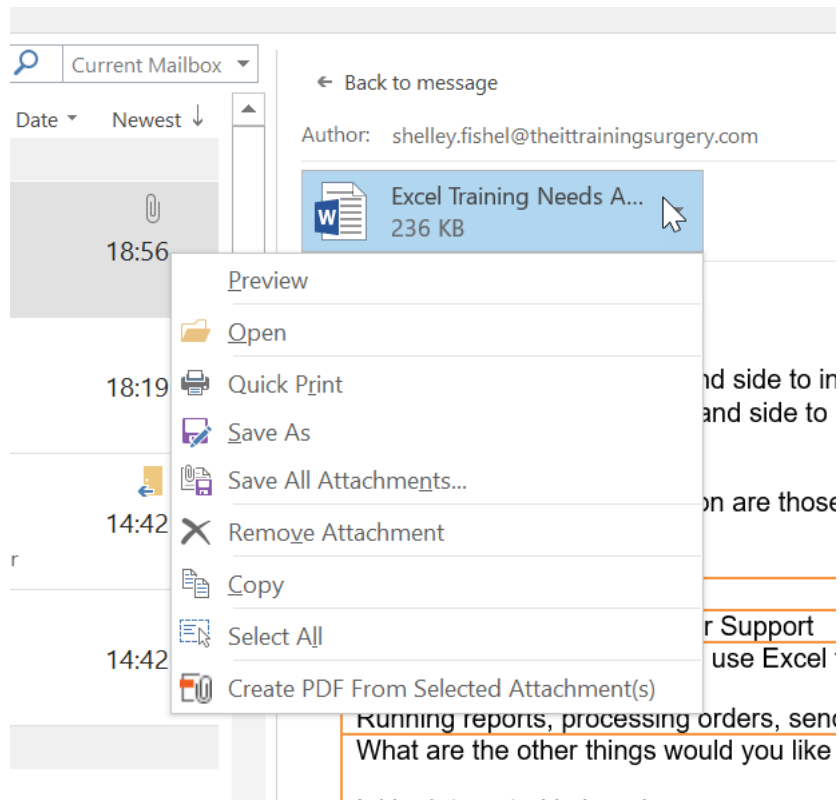 Current Mailbox
Date Newest
18:56
18:19
14:42
r
14:42
← Back to message
Author: shelley.fishel@theittrainingsurgery.com
W
Excel Training Needs A...
236 KB
Preview
Open
Quick Print
Save As
Save All Attachments...
Remove Attachment
Copy
Select All
Create PDF From Selected Attachment(s)
nd side to in
and side to
on are those
r Support
use Excel
Running reports, processing orders, send
What are the other things would you like